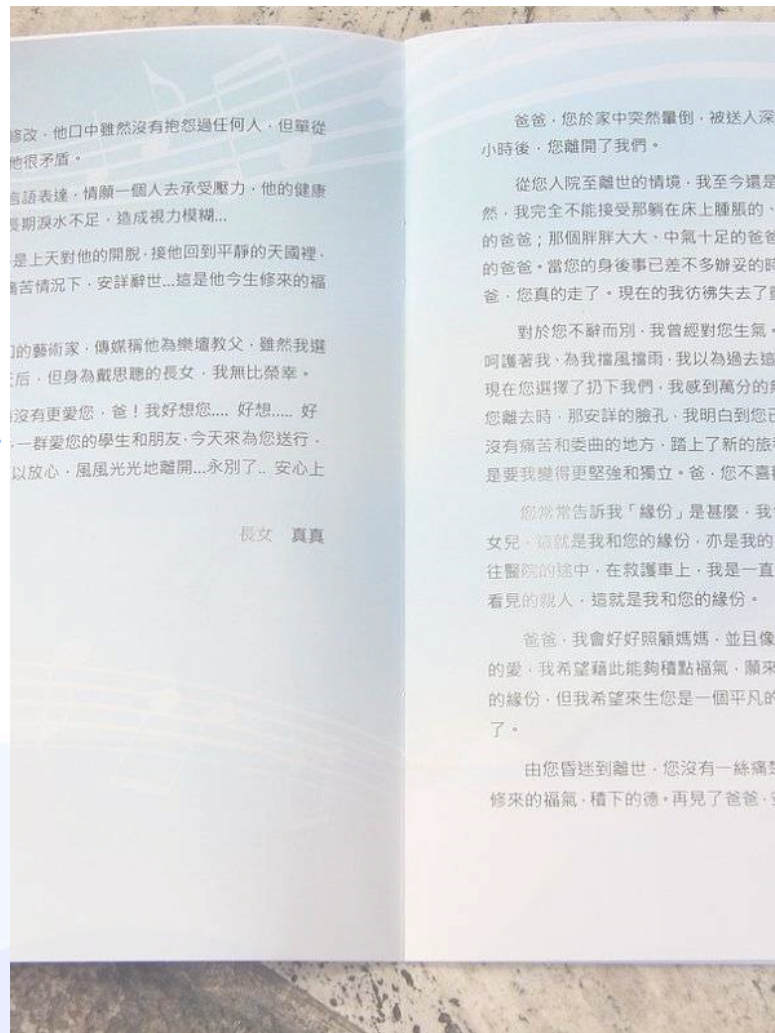 修改，他口中雖然沒有抱怨過任何人，但單從
他很矛盾。
言語表達，情願一個人去承受壓力，他的健康
長期淚水不足，造成視力模糊...
是上天對他的開脫，接他回到平靜的天國裡，
痛苦情況下，安詳辭世...這是他今生修來的福
的藝術家，傳媒稱他為樂壇教父，雖然我選
后，但身為戴思聰的長女，我無比榮幸。
沒有更愛您，爸！我好想您.... 好想..... 好
一群愛您的學生和朋友，今天來為您送行，
以放心，風風光光地離開...永別了.. 安心上
長女 真真
爸爸，您於家中突然暈倒，被送入深
小時後，您離開了我們。
從您入院至離世的情境，我至今還是
然，我完全不能接受那躺在床上腫脹的、
的爸爸；那個胖胖大大、中氣十足的爸爸
的爸爸。當您的身後事已差不多辦妥的時
爸，您真的走了。現在的我彷彿失去了
對於您不辭而別，我曾經對您生氣。
呵護著我、為我擋風擋雨，我以為過去這
現在您選擇了扔下我們，我感到萬分的無
您離去時，那安詳的臉孔，我明白到您已
沒有痛苦和委曲的地方，踏上了新的旅
是要我變得更堅強和獨立。爸，您不喜
您常常告訴我「緣份」是甚麼，我
女兒，這就是我和您的緣份，亦是我的
往醫院的途中，在救護車上，我是一直
看見的親人，這就是我和您的緣份。
爸爸，我會好好照顧媽媽，並且像
的愛，我希望藉此能夠積點福氣，願來
的緣份，但我希望來生您是一個平凡的
了。
由您昏迷到離世，您沒有一絲痛楚
修來的福氣，積下的德。再見了爸爸，